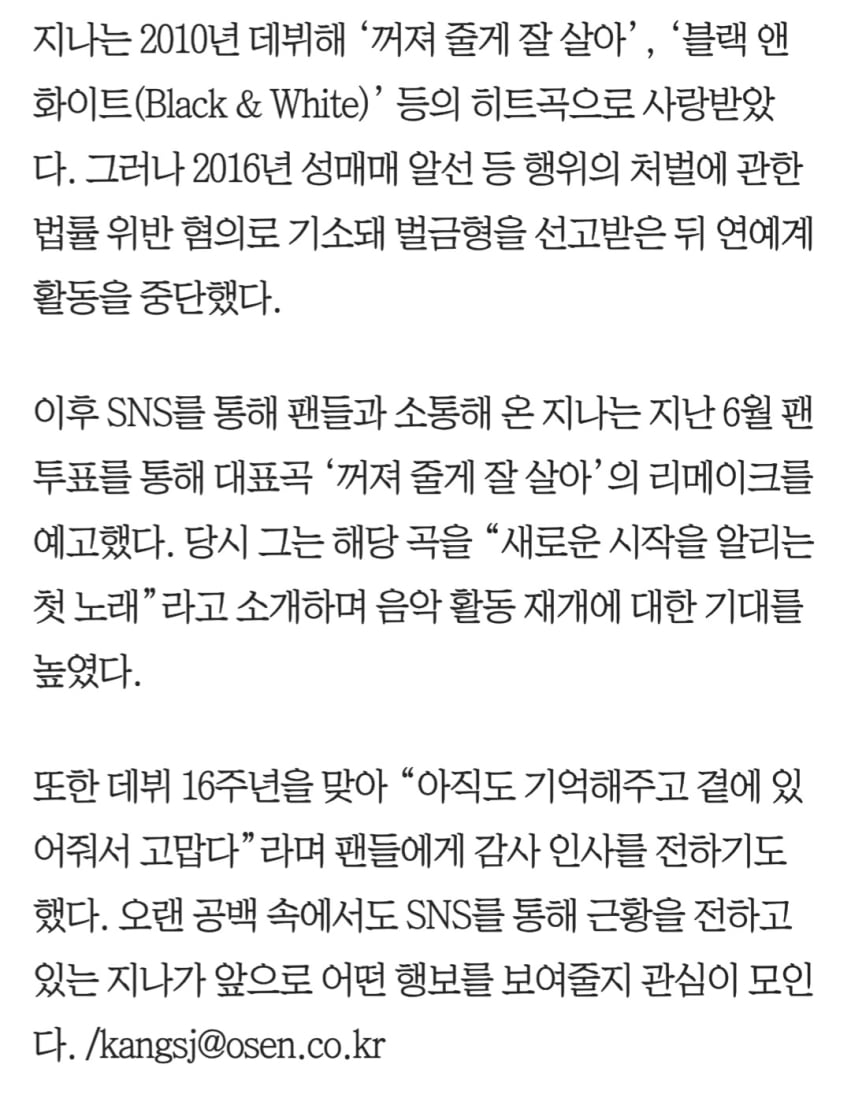 지나는 2010년 데뷔해 ‘꺼져 줄게 잘 살아’, ‘블랙 앤
화이트(Black & White)’ 등의 히트곡으로 사랑받았
다. 그러나 2016년 성매매 알선 등 행위의 처벌에 관한
법률 위반 혐의로 기소돼 벌금형을 선고받은 뒤 연예계
활동을 중단했다.
이후 SNS를 통해 팬들과 소통해 온 지나는 지난 6월 팬
투표를 통해 대표곡 ‘꺼져 줄게 잘 살아’의 리메이크를
예고했다. 당시 그는 해당 곡을 “새로운 시작을 알리는
첫 노래”라고 소개하며 음악 활동 재개에 대한 기대를
높였다.
또한 데뷔 16주년을 맞아 “아직도 기억해주고 곁에 있
어줘서 고맙다”라며 팬들에게 감사 인사를 전하기도
했다. 오랜 공백 속에서도 SNS를 통해 근황을 전하고
있는 지나가 앞으로 어떤 행보를 보여줄지 관심이 모인
다. /kangsj@osen.co.kr